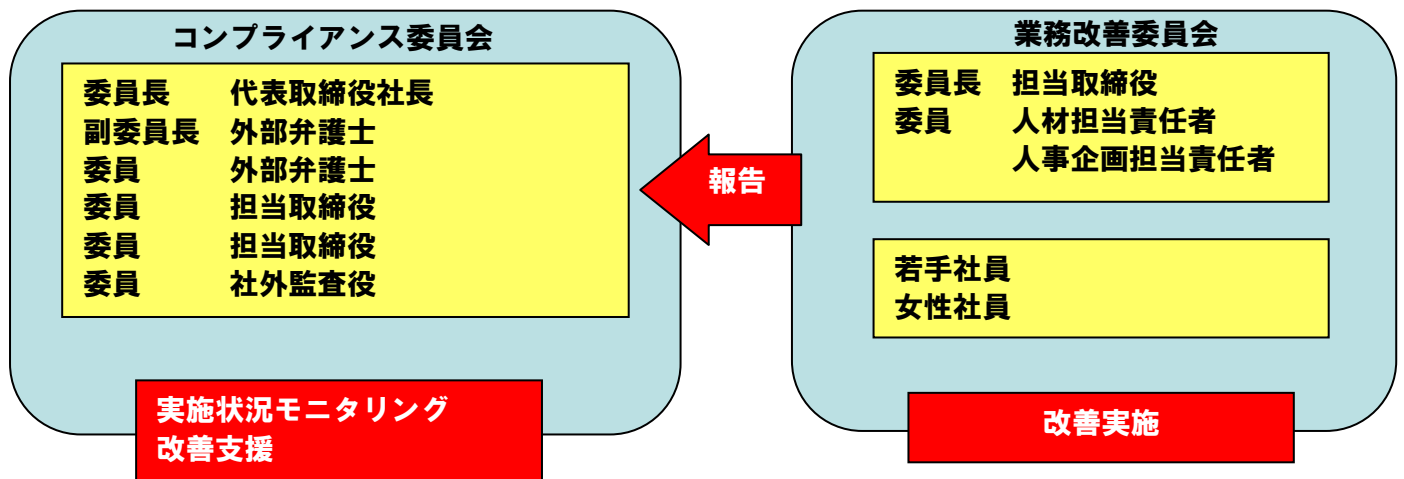 コンプライアンス委員会
委員長 代表取締役社長
副委員長 外部弁護士
委員 外部弁護士
委員 担当取締役
委員 担当取締役
委員 社外監査役
実施状況モニタリング
改善支援
報告
業務改善委員会
委員長 担当取締役
委員 人材担当責任者
人事企画担当責任者
若手社員
女性社員
改善実施